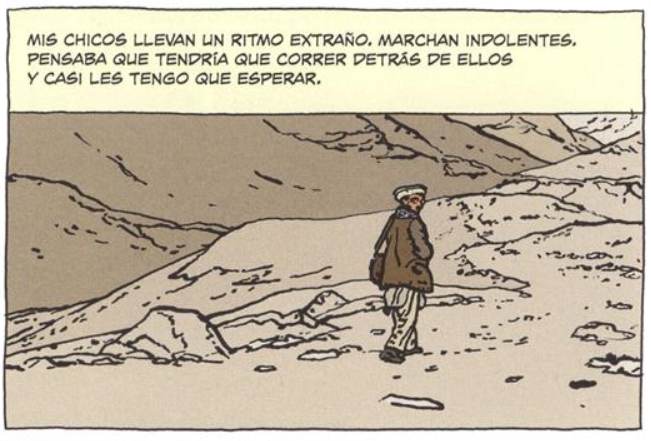 MIS CHICOS LLEVAN UN RITMO EXTRAÑO. MARCHAN INDOLENTES.
PENSABA QUE TENDRÍA QUE CORRER DETRÁS DE ELLOS
Y CASI LES TENGO QUE ESPERAR.